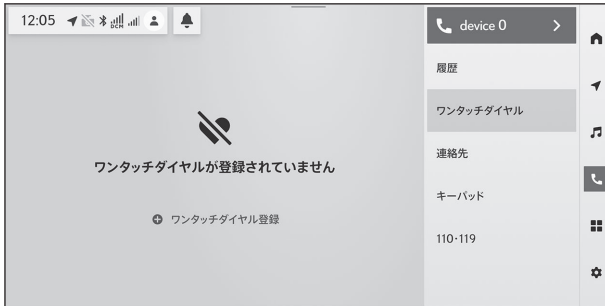 12:05
DCM
device 0
履歴
ワンタッチダイヤル
連絡先
キーパッド
110·119
ワンタッチダイヤルが登録されていません
ワンタッチダイヤル登録